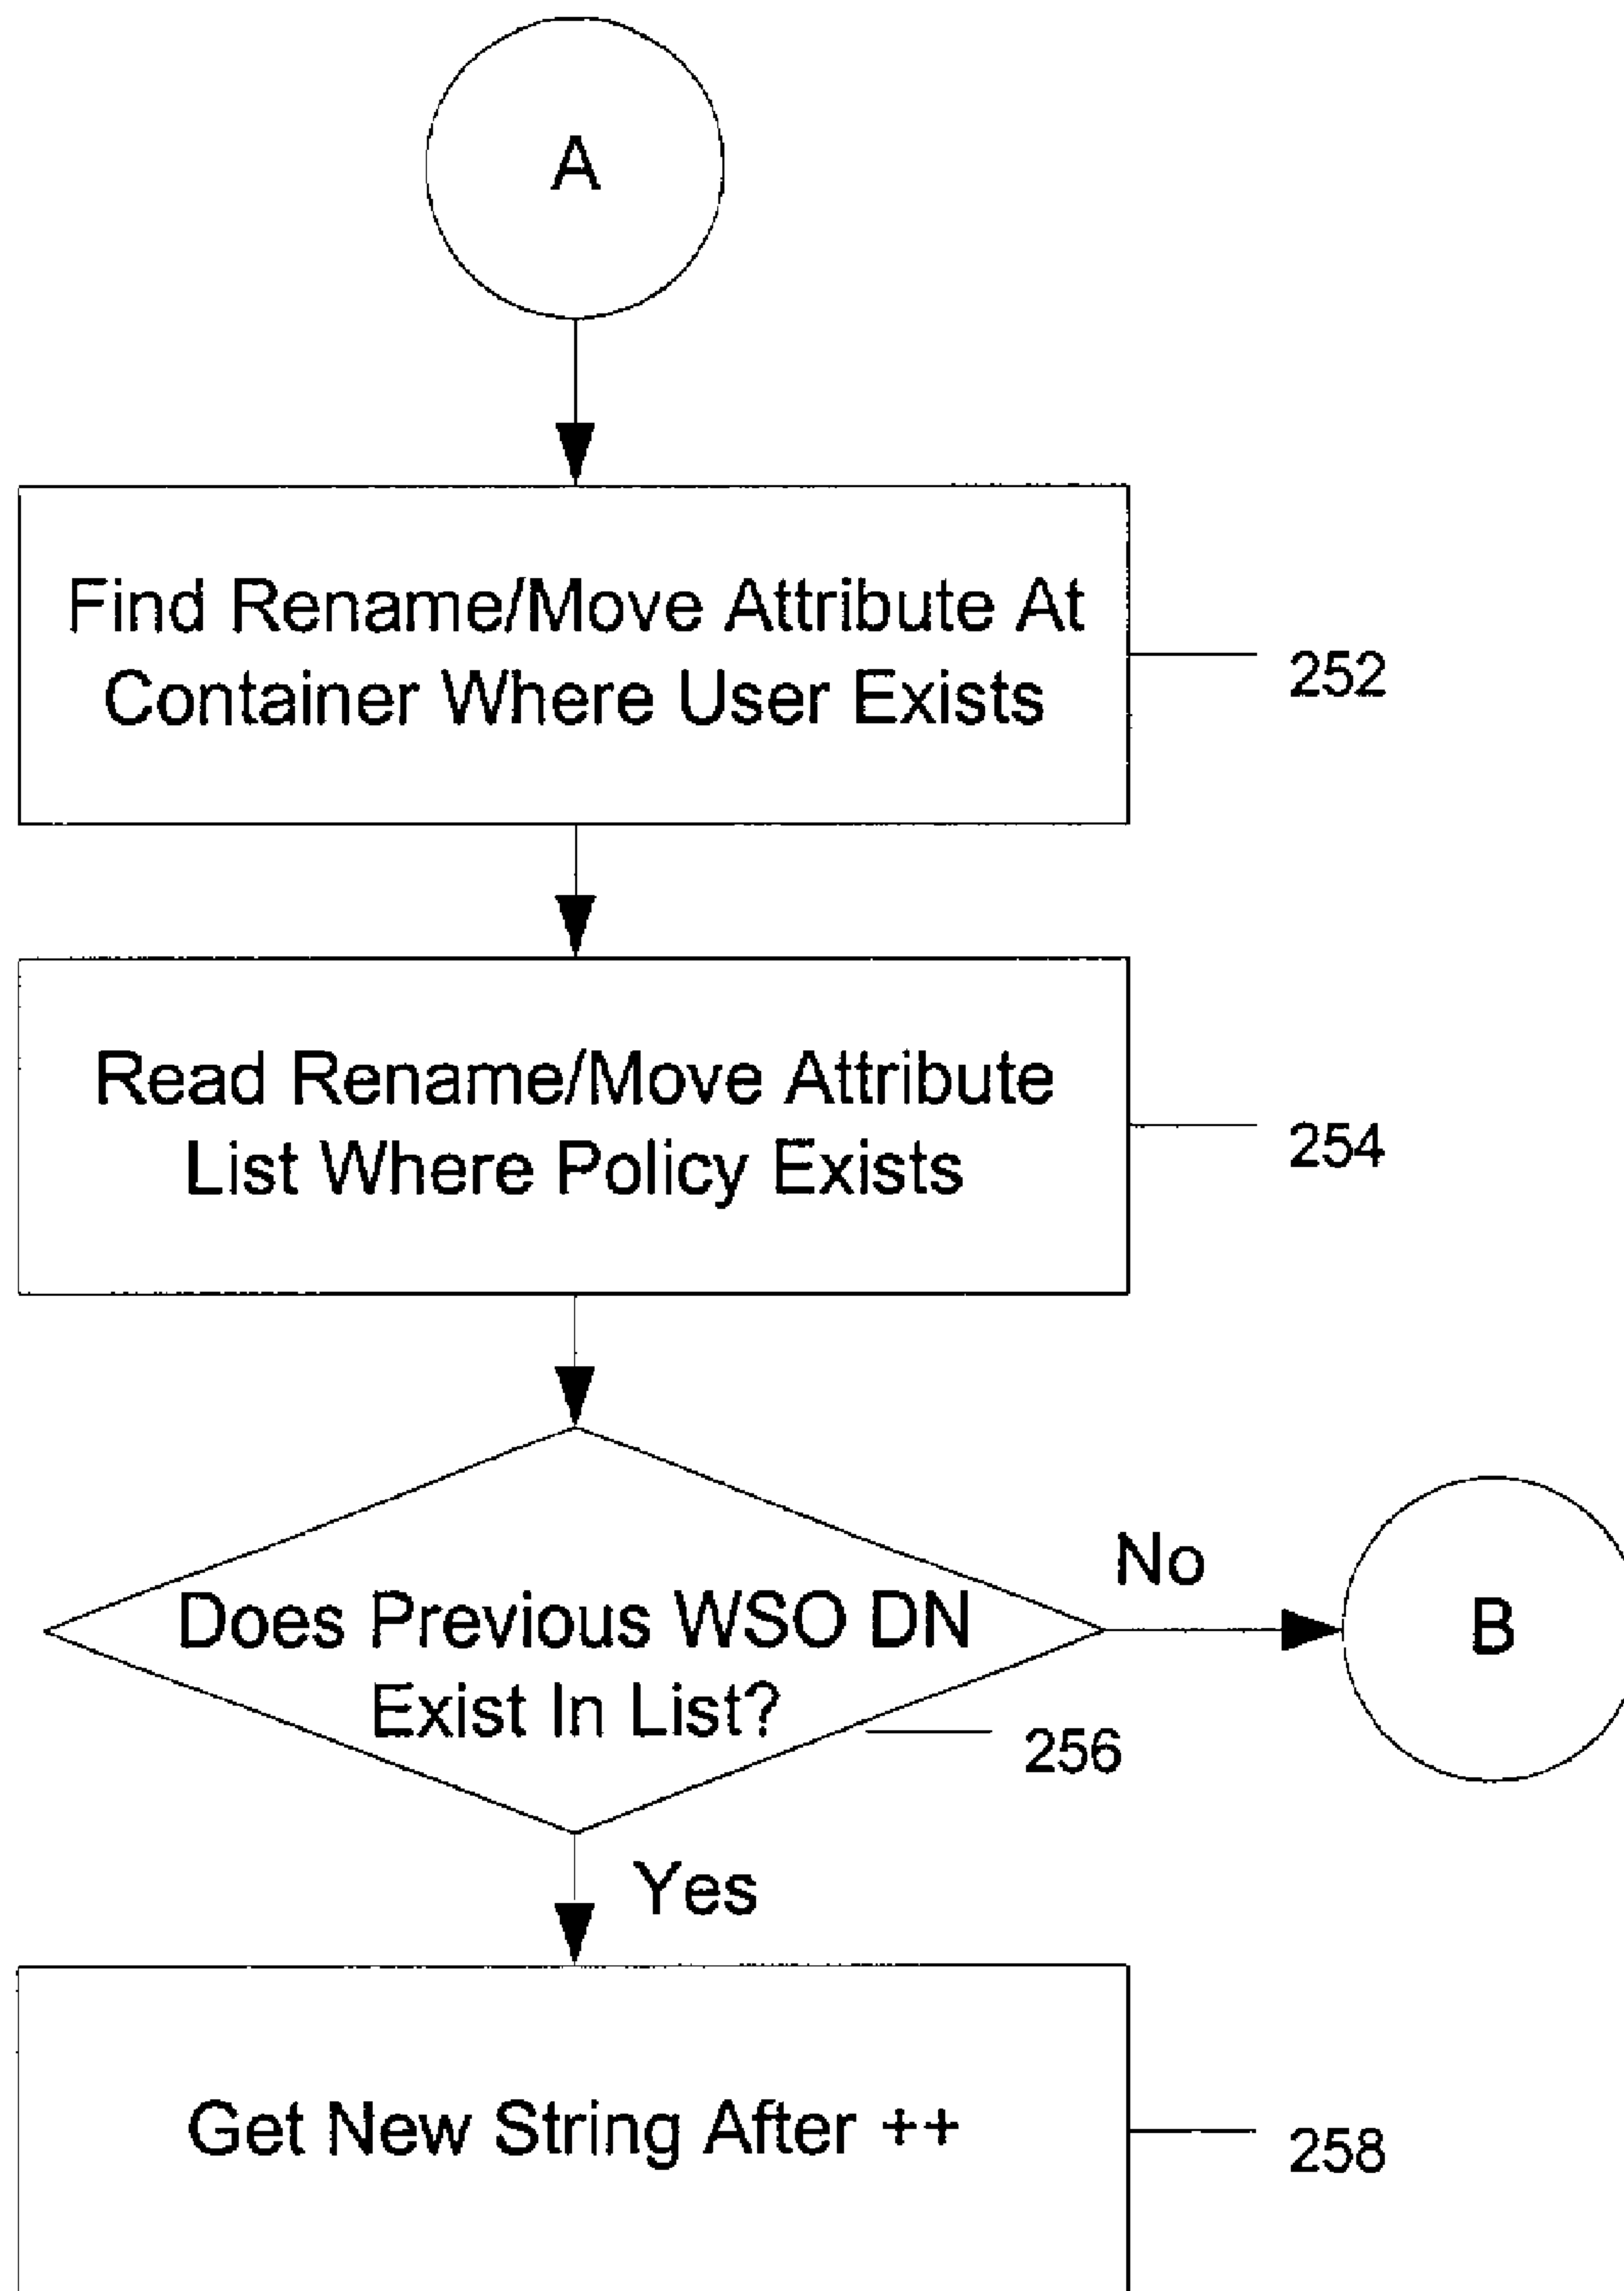 A
Find Rename/Move Attribute At
Container Where User Exists
252
Read Rename/Move Attribute
List Where Policy Exists
254
Does Previous WSO DN
Exist In List?
256
No
B
Yes
Get New String After ++
258